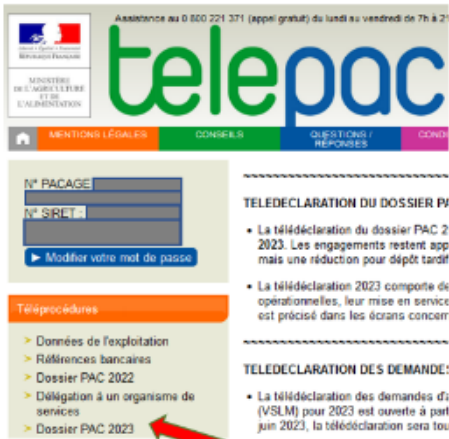 Assistance au 0 800 221 371 (appel gratuit) du lundi au vendredi de 7h à 21
RÉPUBLIQUE FRANÇAISE
MINISTÈRE
DE L'AGRICULTURE
ET DE
L'ALIMENTATION
telepac
MENTIONS LÉGALES
CONSEILS
QUESTIONS /
RÉPONSES
CONDI
N° PACAGE
N° SIRET :
► Modifier votre mot de passe
Téléprocédures
> Données de l'exploitation
> Références bancaires
> Dossier PAC 2022
> Délégation à un organisme de
services
> Dossier PAC 2023
~~~~~~~~~~~~~~~~~~~~~~~~~~~~
TELEDECLARATION DU DOSSIER PA
• La télédéclaration du dossier PAC 2
2023. Les engagements restent app
mais une réduction pour dépôt tardif
• La télédéclaration 2023 comporte de
opérationnelles, leur mise en service
est précisé dans les écrans concern
~~~~~~~~~~~~~~~~~~~~~~~~~~~~
TELEDECLARATION DES DEMANDES
• La télédéclaration des demandes d'a
(VSLM) pour 2023 est ouverte à part
juin 2023, la télédéclaration sera tou